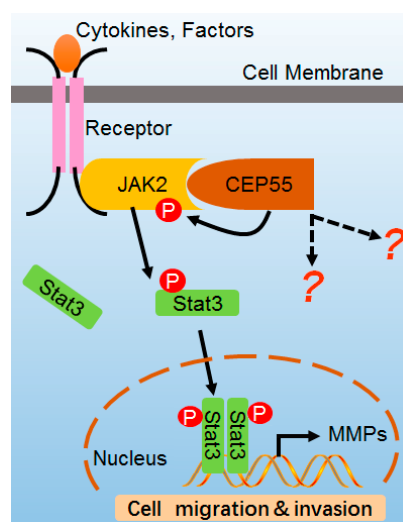 Cytokines, Factors
Cell Membrane
Receptor
JAK2
CEP55
P
P
Stat3
Stat3
?
?
P
Stat3
Stat3
P
MMPs
Nucleus
Cell migration & invasion